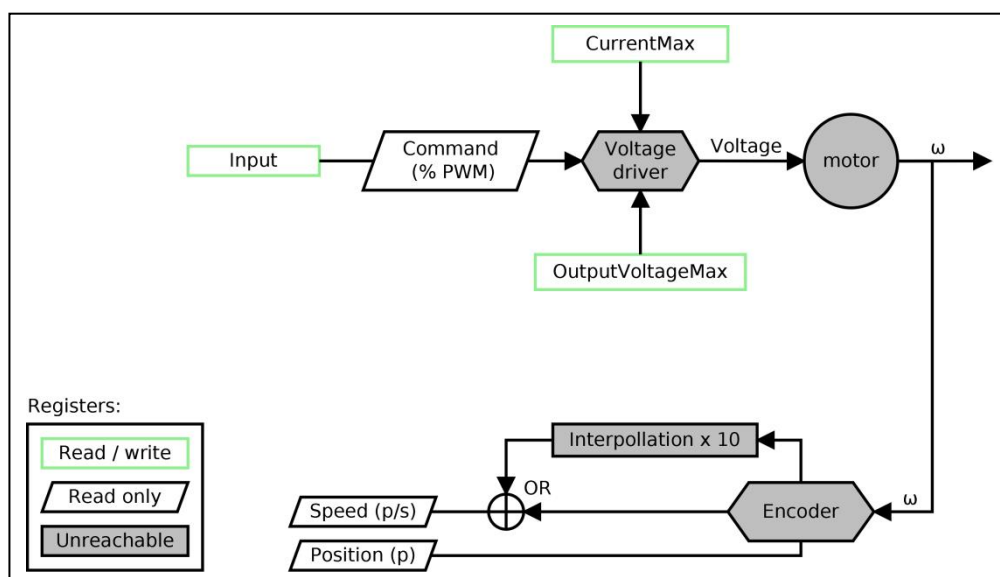 CurrentMax
Input
Command
(% PWM)
Voltage
driver
Voltage
motor
ω
OutputVoltageMax
Registers:
Read / write
Read only
Unreachable
Interpollation x 10
OR
Speed (p/s)
Encoder
ω
Position (p)